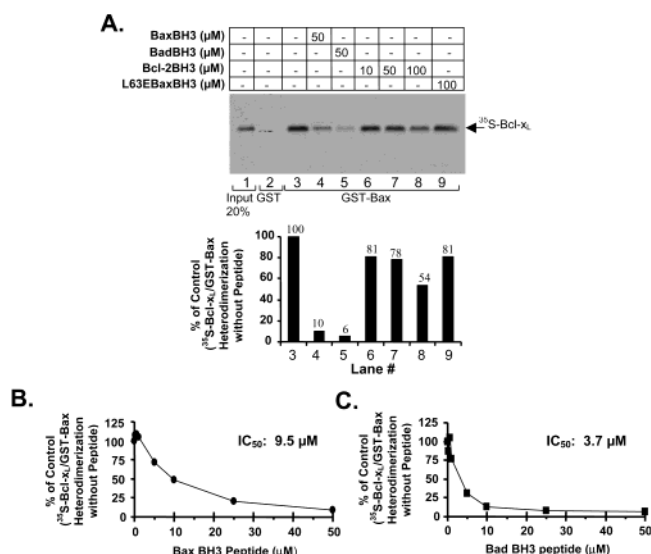 A.
BaxBH3 (µM) - - - 50 - - - - -
BadBH3 (µM) - - - - 50 - - - -
Bcl-2BH3 (µM) - - - - - 10 50 100 -
L63EBaxBH3 (µM) - - - - - - - - 100
³⁵S-Bcl-xL
1 2 3 4 5 6 7 8 9
Input 20% GST GST-Bax
% of Control
(³⁵S-Bcl-xL/GST-Bax
Heterodimerization
without Peptide)
100
80
60
40
20
0
100 10 6 81 78 54 81
3 4 5 6 7 8 9
Lane #
B.
% of Control
(³⁵S-Bcl-xL/GST-Bax
Heterodimerization
without Peptide)
125
100
75
50
25
0
IC50: 9.5 µM
0 10 20 30 40 50
Bax BH3 Peptide (µM)
C.
% of Control
(³⁵S-Bcl-xL/GST-Bax
Heterodimerization
without Peptide)
125
100
75
50
25
0
IC50: 3.7 µM
0 10 20 30 40 50
Bad BH3 peptide (µM)